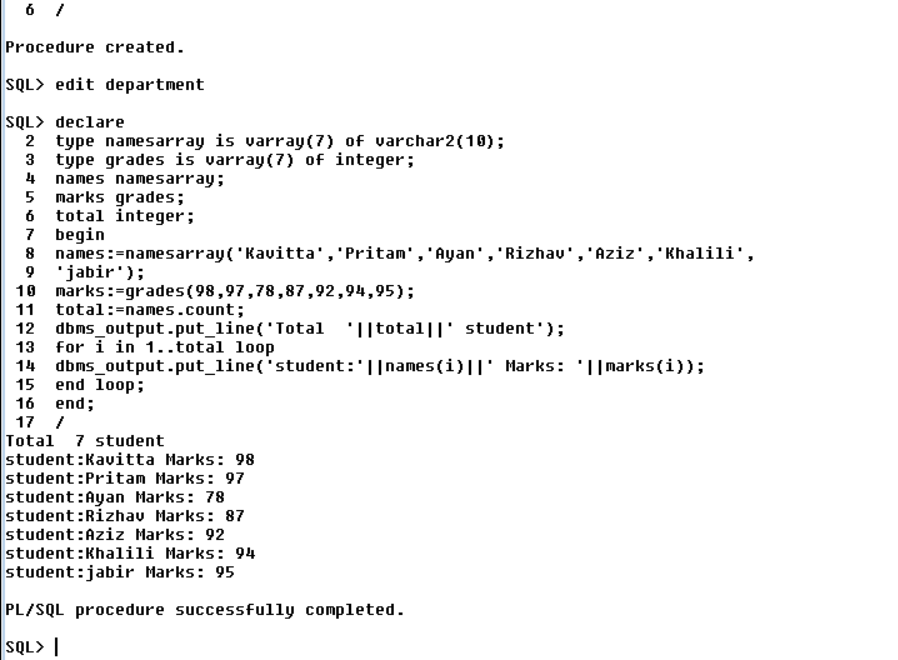 6 /
Procedure created.
SQL> edit department
SQL> declare
2 type namesarray is varray(7) of varchar2(10);
3 type grades is varray(7) of integer;
4 names namesarray;
5 marks grades;
6 total integer;
7 begin
8 names:=namesarray('Kavitta','Pritam','Ayan','Rizhav','Aziz','Khalili',
9 'jabir');
10 marks:=grades(98,97,78,87,92,94,95);
11 total:=names.count;
12 dbms_output.put_line('Total  '||total||' student');
13 for i in 1..total loop
14 dbms_output.put_line('student:'||names(i)||' Marks: '||marks(i));
15 end loop;
16 end;
17 /
Total  7 student
student:Kavitta Marks: 98
student:Pritam Marks: 97
student:Ayan Marks: 78
student:Rizhav Marks: 87
student:Aziz Marks: 92
student:Khalili Marks: 94
student:jabir Marks: 95
PL/SQL procedure successfully completed.
SQL>